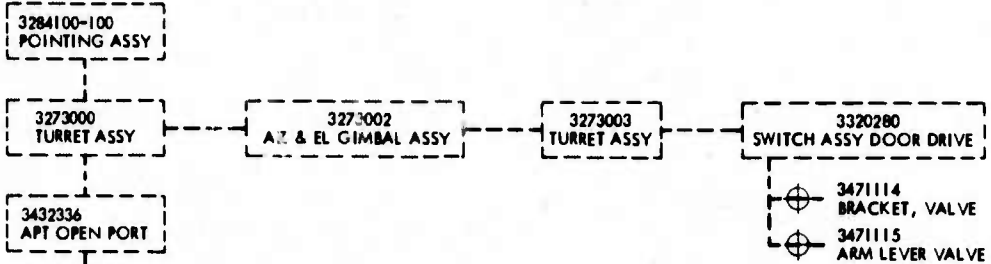 3284100-100
POINTING ASSY
3273000
TURRET ASSY
3273002
AZ & EL GIMBAL ASSY
3273003
TURRET ASSY
3320280
SWITCH ASSY DOOR DRIVE
3432336
APT OPEN PORT
3471114
BRACKET, VALVE
3471115
ARM LEVER VALVE